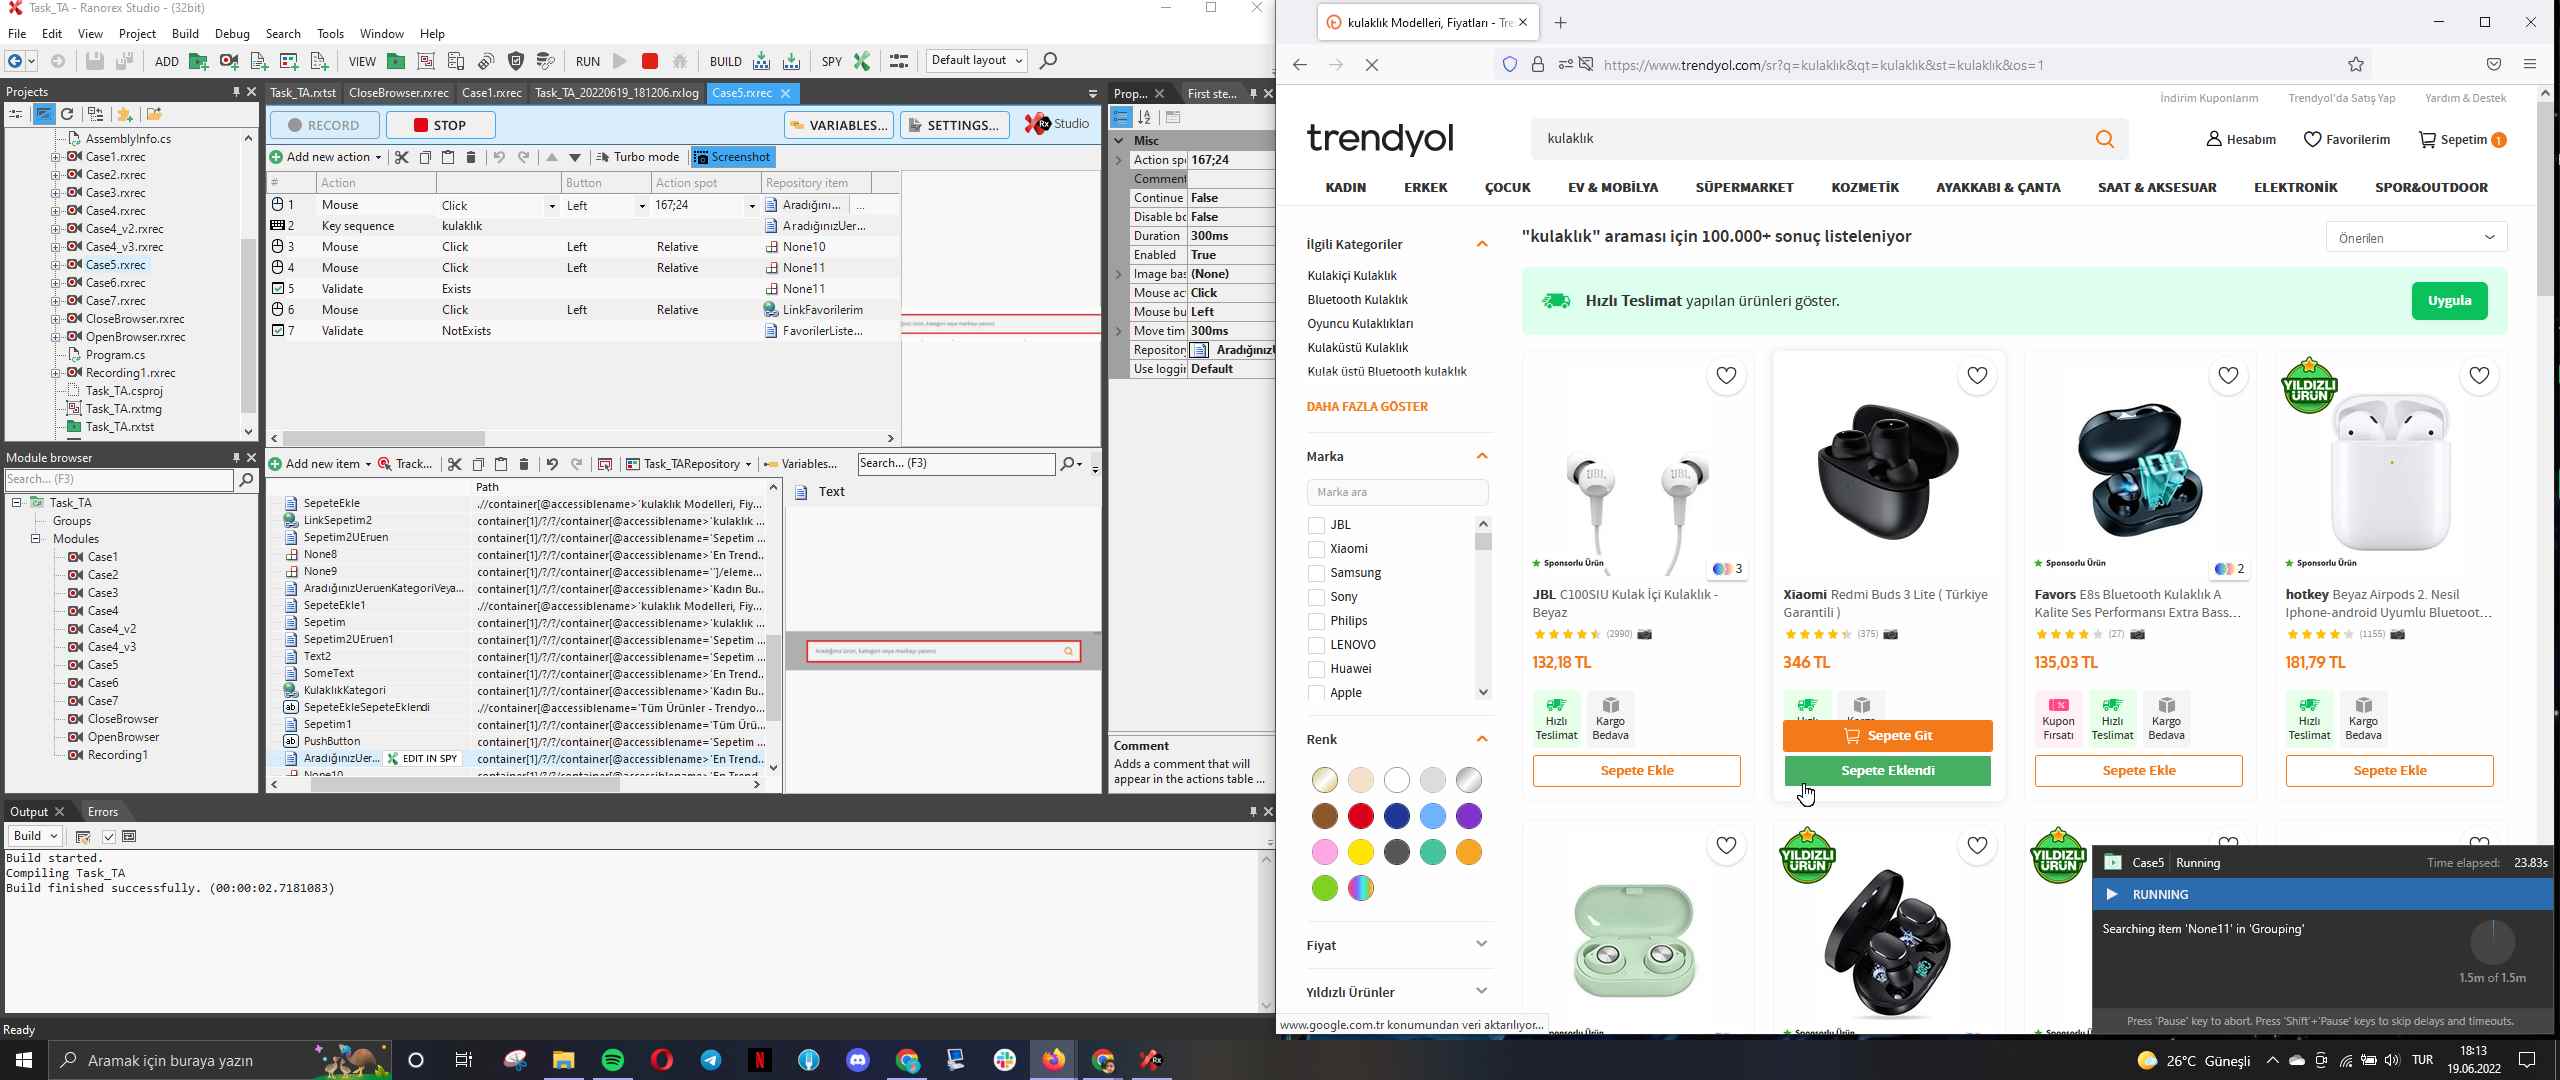 Task_TA - Ranorex Studio - (32bit)
File Edit View Project Build Debug Search Tools Window Help
ADD VIEW RUN BUILD SPY Default layout
Projects
AssemblyInfo.cs
Case1.rxrec
Case2.rxrec
Case3.rxrec
Case4.rxrec
Case4_v2.rxrec
Case4_v3.rxrec
Case5.rxrec
Case6.rxrec
Case7.rxrec
CloseBrowser.rxrec
OpenBrowser.rxrec
Program.cs
Recording1.rxrec
Task_TA.csproj
Task_TA.rxtmg
Task_TA.rxtst
Module browser
Search... (F3)
Task_TA
Groups
Modules
Case1
Case2
Case3
Case4
Case4_v2
Case4_v3
Case5
Case6
Case7
CloseBrowser
OpenBrowser
Recording1
Task_TA.rxtst CloseBrowser.rxrec Case1.rxrec Task_TA_20220619_181206.rxlog Case5.rxrec
RECORD STOP VARIABLES... SETTINGS... Rx Studio
Add new action Turbo mode Screenshot
# Action Button Action spot Repository item
1 Mouse Click Left 167;24 Aradığını... ...
2 Key sequence kulaklık AradığınızUer...
3 Mouse Click Left Relative None10
4 Mouse Click Left Relative None11
5 Validate Exists None11
6 Mouse Click Left Relative LinkFavorilerim
7 Validate NotExists FavorilerListe...
Add new item Track... Task_TARepository Variables... Search... (F3)
Path
SepeteEkle .//container[@accessiblename>'kulaklık Modelleri, Fiy...
LinkSepetim2 container[1]/?/?/container[@accessiblename>'kulaklık ...
Sepetim2UEruen container[1]/?/?/container[@accessiblename='Sepetim ...
None8 container[1]/?/?/container[@accessiblename>'En Trend...
None9 container[1]/?/?/container[@accessiblename='']/eleme...
AradığınızUeruenKategoriVeya... container[1]/?/?/container[@accessiblename>'Kadın Bu...
SepeteEkle1 .//container[@accessiblename>'kulaklık Modelleri, Fiy...
Sepetim container[1]/?/?/container[@accessiblename>'kulaklık ...
Sepetim2UEruen1 container[1]/?/?/container[@accessiblename='Sepetim ...
Text2 container[1]/?/?/container[@accessiblename='Sepetim ...
SomeText container[1]/?/?/container[@accessiblename>'En Trend...
KulaklıkKategori container[1]/?/?/container[@accessiblename>'Kadın Bu...
SepeteEkleSepeteEklendi .//container[@accessiblename='Tüm Ürünler - Trendyo...
Sepetim1 container[1]/?/?/container[@accessiblename='Tüm Ürü...
PushButton container[1]/?/?/container[@accessiblename='Sepetim ...
AradığınızUer... EDIT IN SPY container[1]/?/?/container[@accessiblename>'En Trend...
Text
Aradığınız ürün, kategori veya markayı yazınız
Prop... First ste...
Misc
Action sp 167;24
Comment
Continue False
Disable bo False
Duration 300ms
Enabled True
Image bas (None)
Mouse ac Click
Mouse bu Left
Move tim 300ms
Repository Aradığınızl
Use loggin Default
Comment
Adds a comment that will
appear in the actions table ...
Output Errors
Build
Build started.
Compiling Task_TA
Build finished successfully. (00:00:02.7181083)
Ready
kulaklık Modelleri, Fiyatları - Tre
https://www.trendyol.com/sr?q=kulaklık&qt=kulaklık&st=kulaklık&os=1
İndirim Kuponlarım Trendyol'da Satış Yap Yardım & Destek
trendyol
kulaklık
Hesabım Favorilerim Sepetim 1
KADIN ERKEK ÇOCUK EV & MOBİLYA SÜPERMARKET KOZMETİK AYAKKABI & ÇANTA SAAT & AKSESUAR ELEKTRONİK SPOR&OUTDOOR
İlgili Kategoriler
Kulakiçi Kulaklık
Bluetooth Kulaklık
Oyuncu Kulaklıkları
Kulaküstü Kulaklık
Kulak üstü Bluetooth kulaklık
DAHA FAZLA GÖSTER
Marka
Marka ara
JBL
Xiaomi
Samsung
Sony
Philips
LENOVO
Huawei
Apple
Renk
Fiyat
Yıldızlı Ürünler
"kulaklık" araması için 100.000+ sonuç listeleniyor
Önerilen
Hızlı Teslimat yapılan ürünleri göster.
Uygula
Sponsorlu Ürün
3
JBL C100SIU Kulak İçi Kulaklık -
Beyaz
(2990)
132,18 TL
Hızlı
Teslimat
Kargo
Bedava
Sepete Ekle
Xiaomi Redmi Buds 3 Lite ( Türkiye
Garantili )
(375)
346 TL
Sepete Git
Sepete Eklendi
Sponsorlu Ürün
2
Favors E8s Bluetooth Kulaklık A
Kalite Ses Performansı Extra Bass...
(27)
135,03 TL
Kupon
Fırsatı
Hızlı
Teslimat
Kargo
Bedava
Sepete Ekle
YILDIZLI
ÜRÜN
Sponsorlu Ürün
hotkey Beyaz Airpods 2. Nesil
Iphone-android Uyumlu Bluetoot...
(1155)
181,79 TL
Hızlı
Teslimat
Kargo
Bedava
Sepete Ekle
YILDIZLI
ÜRÜN
YILDIZLI
ÜRÜN
Case5 Running Time elapsed: 23.83s
RUNNING
Searching item 'None11' in 'Grouping'
1.5m of 1.5m
Press 'Pause' key to abort. Press 'Shift'+'Pause' keys to skip delays and timeouts.
www.google.com.tr konumundan veri aktarılıyor...
Aramak için buraya yazın
26°C Güneşli
TUR
18:13
19.06.2022